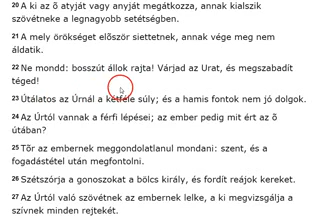 20 A ki az õ atyját vagy anyját megátkozza, annak kialszik
szövétneke a legnagyobb setétségben.
21 A mely örökséget elõször siettetnek, annak vége meg nem
áldatik.
22 Ne mondd: bosszút állok rajta! Várjad az Urat, és megszabadít
téged!
23 Útálatos az Úrnál a kétféle súly; és a hamis fontok nem jó dolgok.
24 Az Úrtól vannak a férfi lépései; az ember pedig mit ért az õ
útában?
25 Tõr az embernek meggondolatlanul mondani: szent, és a
fogadástétel után megfontolni.
26 Szétszórja a gonoszokat a bölcs király, és fordít reájok kereket.
27 Az Úrtól való szövétnek az embernek lelke, a ki megvizsgálja a
szívnek minden rejtekét.